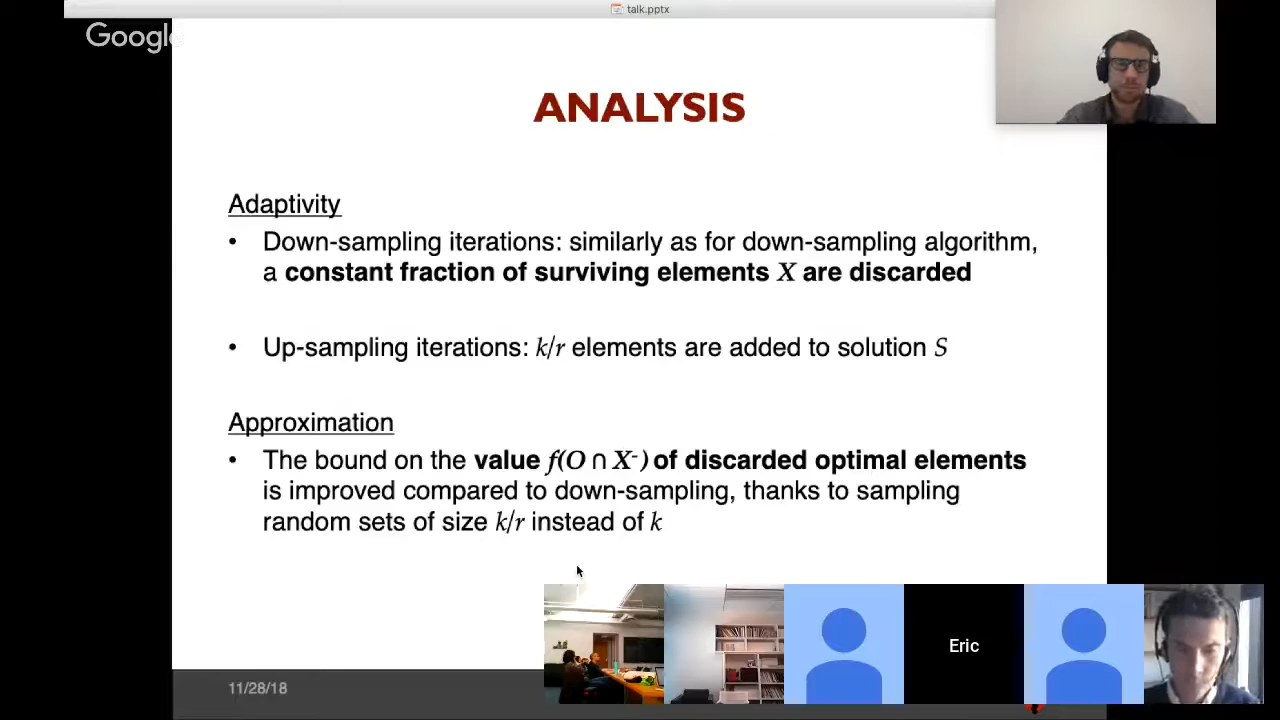 talk.pptx
Google
ANALYSIS
Adaptivity
• Down-sampling iterations: similarly as for down-sampling algorithm,
a constant fraction of surviving elements X are discarded
• Up-sampling iterations: k/r elements are added to solution S
Approximation
• The bound on the value f(O ∩ X⁻) of discarded optimal elements
is improved compared to down-sampling, thanks to sampling
random sets of size k/r instead of k
Eric
11/28/18